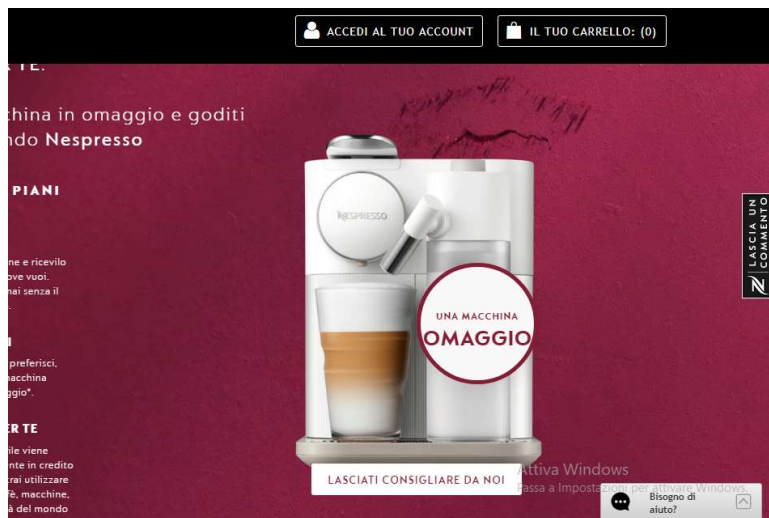 ACCEDI AL TUO ACCOUNT
IL TUO CARRELLO: (0)
TE.
china in omaggio e goditi
ndo Nespresso
PIANI
ne e ricevilo
ove vuoi.
mai senza il
I
preferisci,
macchina
ggio*.
ER TE
ile viene
ente in credito
trai utilizzare
fè, macchine,
à del mondo
NESPRESSO
UNA MACCHINA
OMAGGIO
LASCIATI CONSIGLIARE DA NOI
LASCIA UN
COMMENTO
Attiva Windows
Passa a Impostazioni per attivare Windows.
Bisogno di
aiuto?